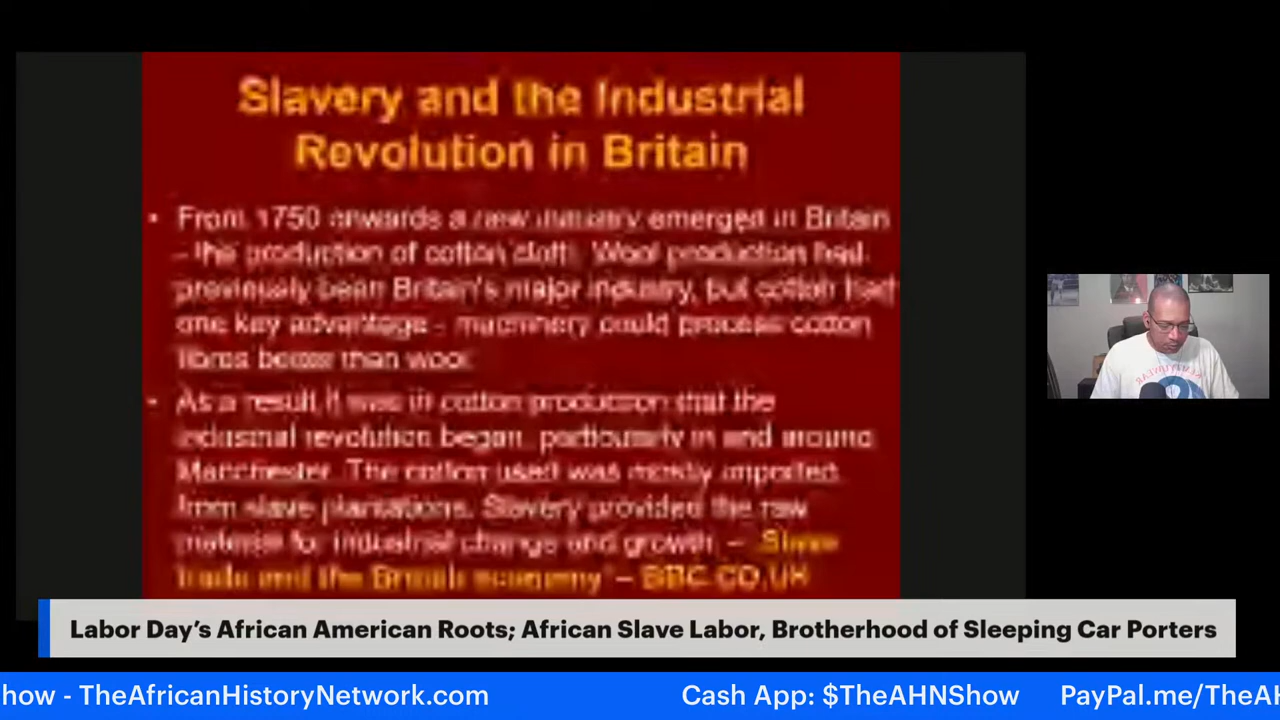 Slavery and the Industrial
Revolution in Britain
• From 1750 onwards a new industry emerged in Britain
– the production of cotton cloth. Wool production had
previously been Britain's major industry, but cotton had
one key advantage - machinery could process cotton
fibres better than wool.
• As a result it was in cotton production that the
industrial revolution began, particularly in and around
Manchester. The cotton used was mostly imported
from slave plantations. Slavery provided the raw
material for industrial change and growth. – Slave
trade and the British economy" – BBC.CO.UK
Labor Day's African American Roots; African Slave Labor, Brotherhood of Sleeping Car Porters
how - TheAfricanHistoryNetwork.com
Cash App: $TheAHNShow
PayPal.me/TheAH